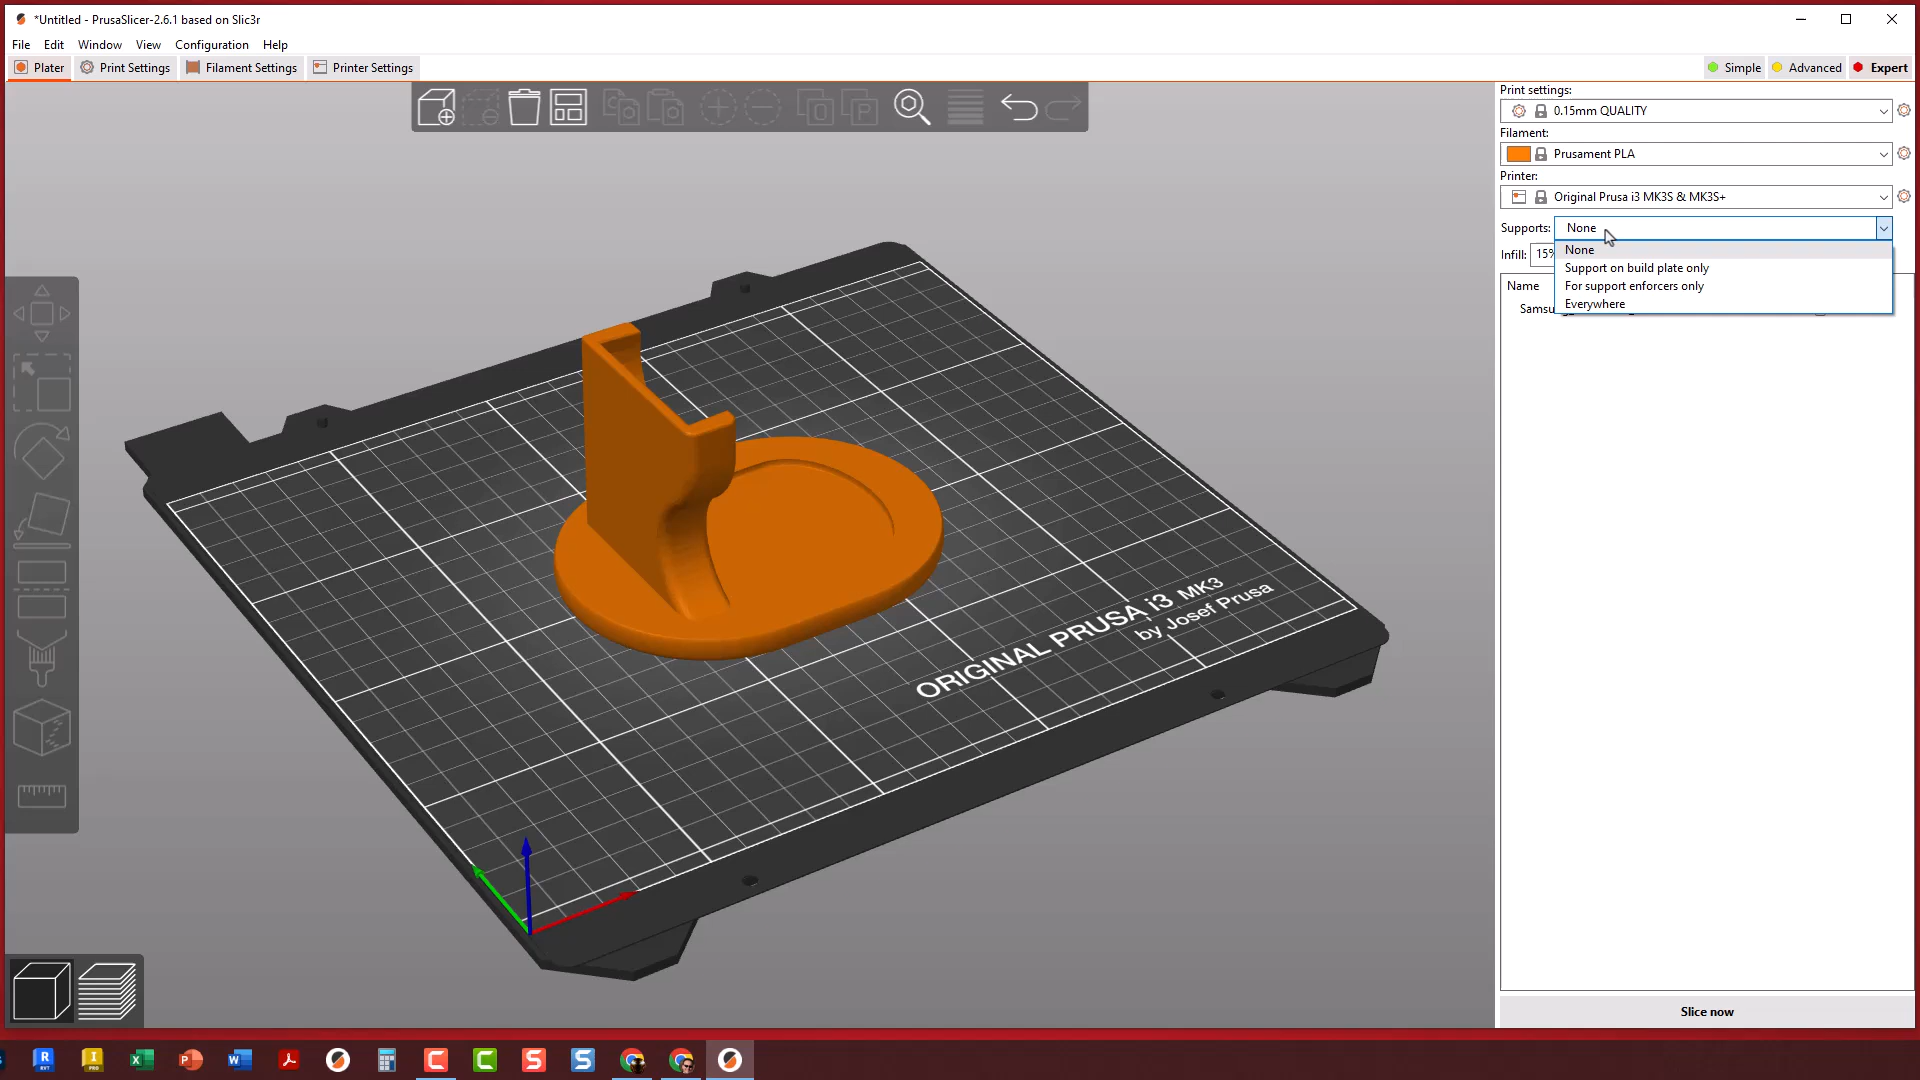 *Untitled - PrusaSlicer-2.6.1 based on Slic3r
File Edit Window View Configuration Help
Plater Print Settings Filament Settings Printer Settings
Simple Advanced Expert
Print settings:
0.15mm QUALITY
Filament:
Prusament PLA
Printer:
Original Prusa i3 MK3S & MK3S+
Supports: None
None
Infill: 15%
Support on build plate only
For support enforcers only
Name
Everywhere
ORIGINAL PRUSA i3 MK3
by Josef Prusa
Slice now